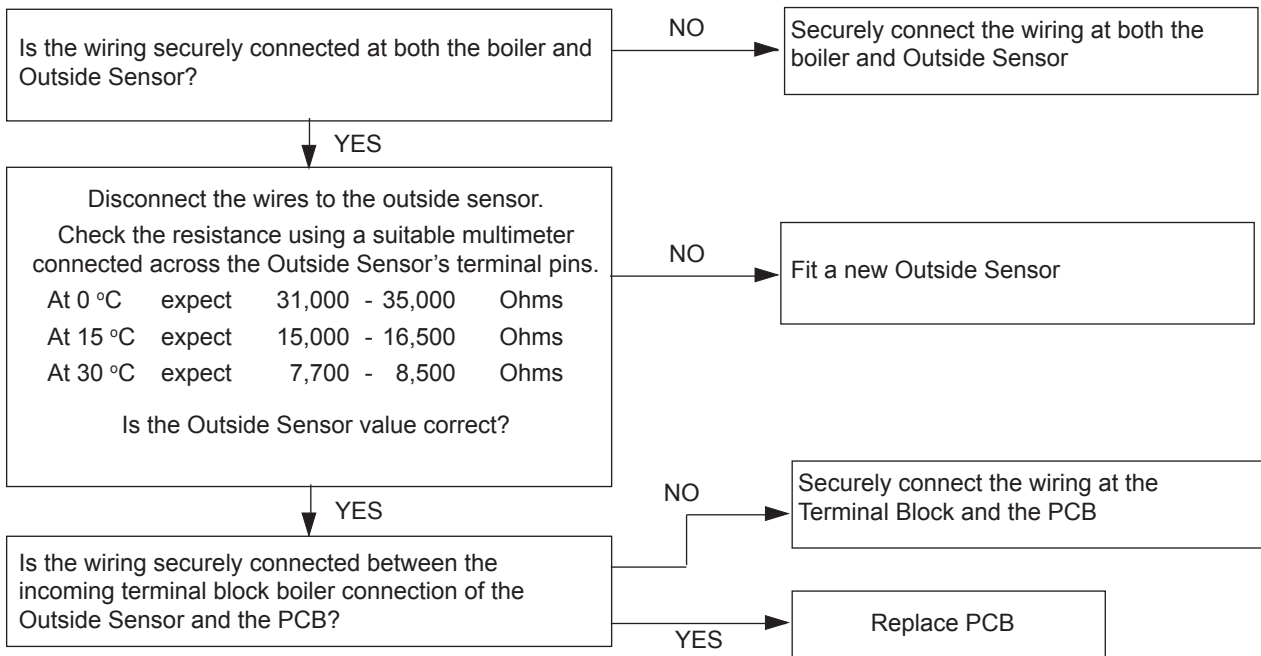 Is the wiring securely connected at both the boiler and
Outside Sensor?
NO
Securely connect the wiring at both the
boiler and Outside Sensor
YES
Disconnect the wires to the outside sensor.
Check the resistance using a suitable multimeter
connected across the Outside Sensor’s terminal pins.
At 0 °C expect 31,000 - 35,000 Ohms
At 15 °C expect 15,000 - 16,500 Ohms
At 30 °C expect 7,700 - 8,500 Ohms
Is the Outside Sensor value correct?
NO
Fit a new Outside Sensor
YES
Is the wiring securely connected between the
incoming terminal block boiler connection of the
Outside Sensor and the PCB?
NO
Securely connect the wiring at the
Terminal Block and the PCB
YES
Replace PCB